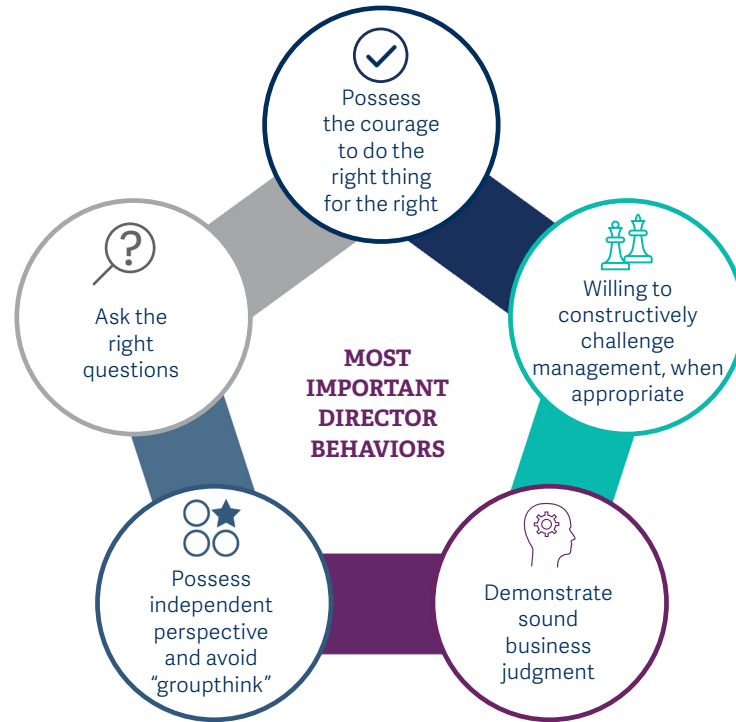 Possess
the courage
to do the
right thing
for the right
Willing to
constructively
challenge
management, when
appropriate
Demonstrate
sound
business
judgment
Possess
independent
perspective
and avoid
“groupthink”
?
Ask the
right
questions
MOST
IMPORTANT
DIRECTOR
BEHAVIORS